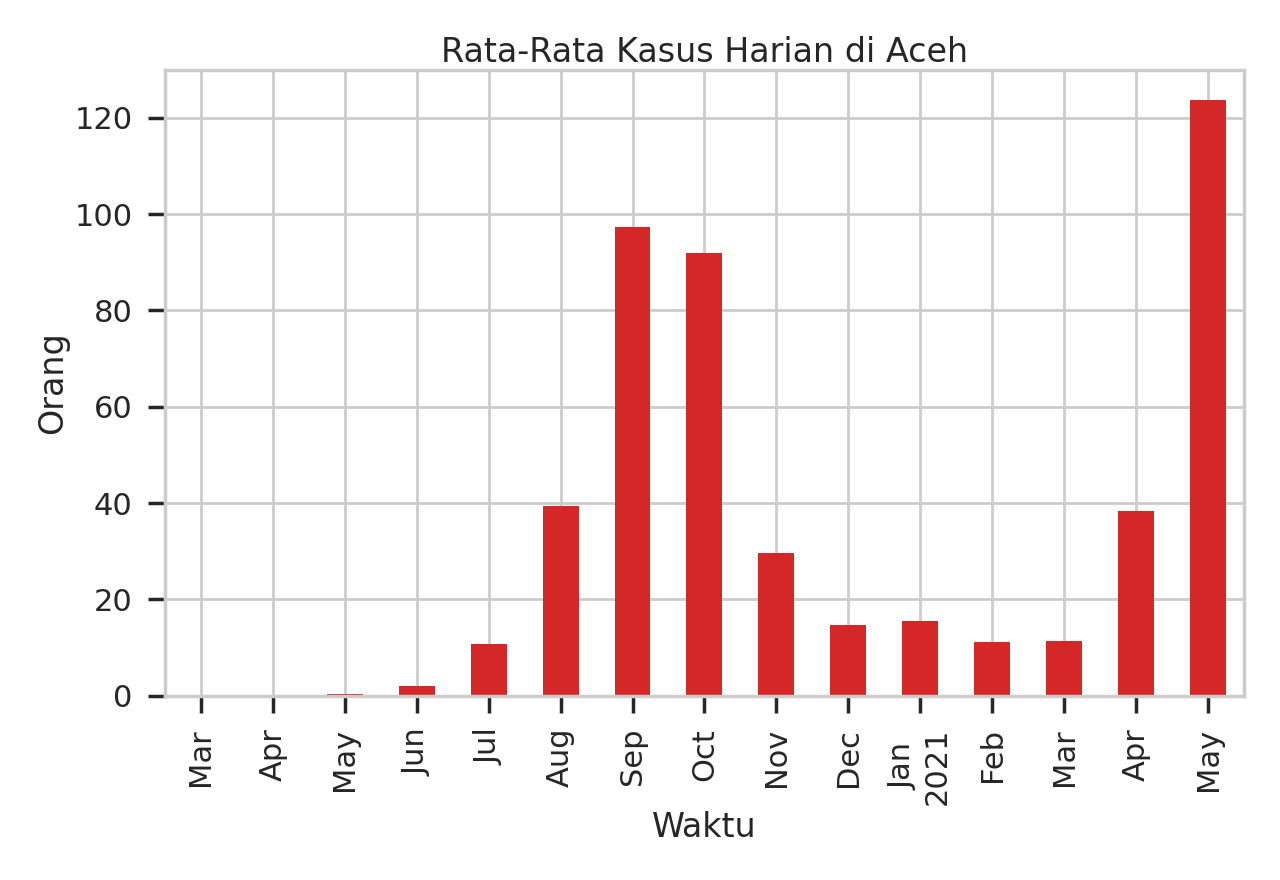 Rata-Rata Kasus Harian di Aceh
120
100
80
60
40
20
0
Orang
Mar
Apr
May
Jun
Jul
Aug
Sep
Oct
Nov
Dec
Jan
2021
Feb
Mar
Apr
May
Waktu